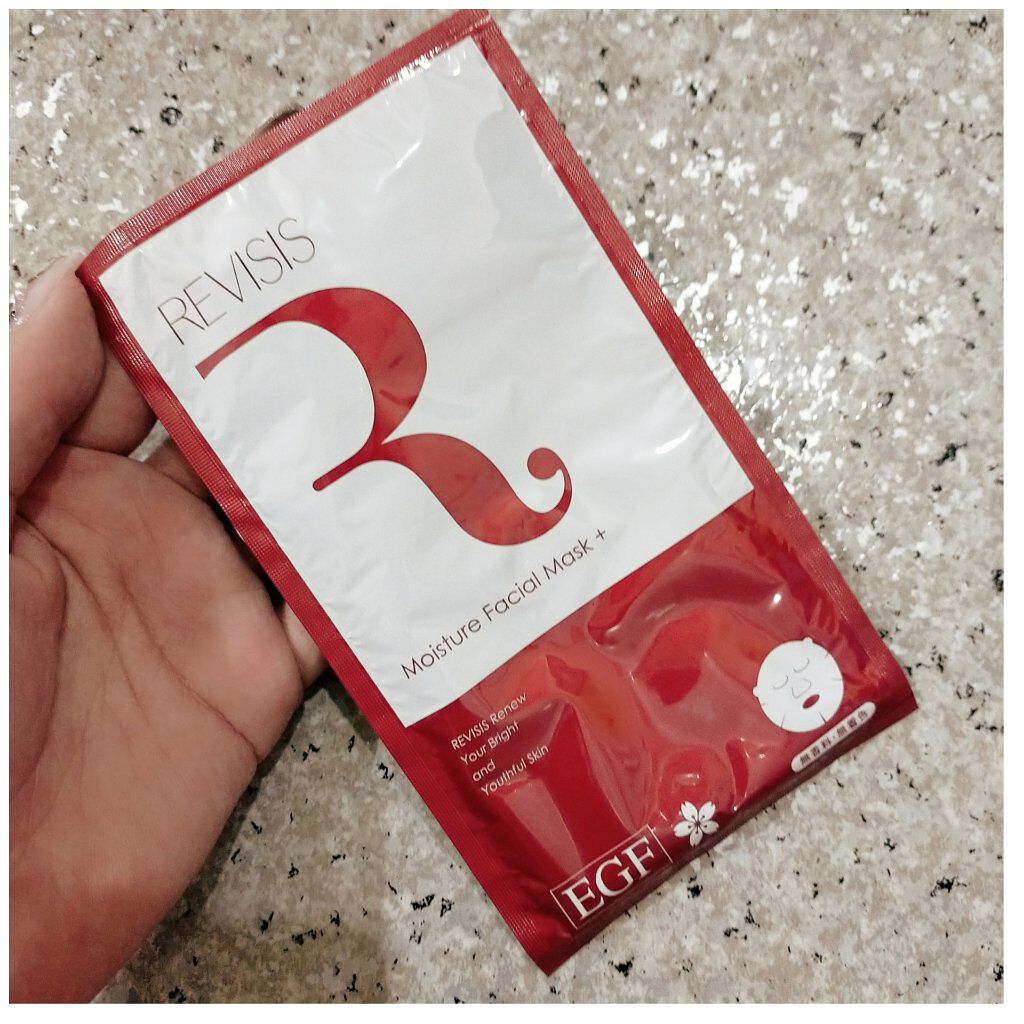 REVISIS
R
Moisture Facial Mask +
REVISIS Renew
Your Bright
and
Youthful Skin
無香料·無着色
EGF